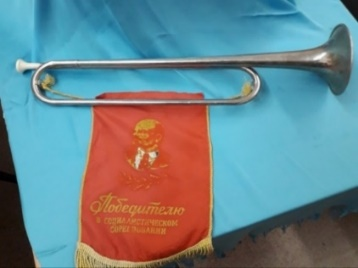 Победителю
в социалистическом
соревновании